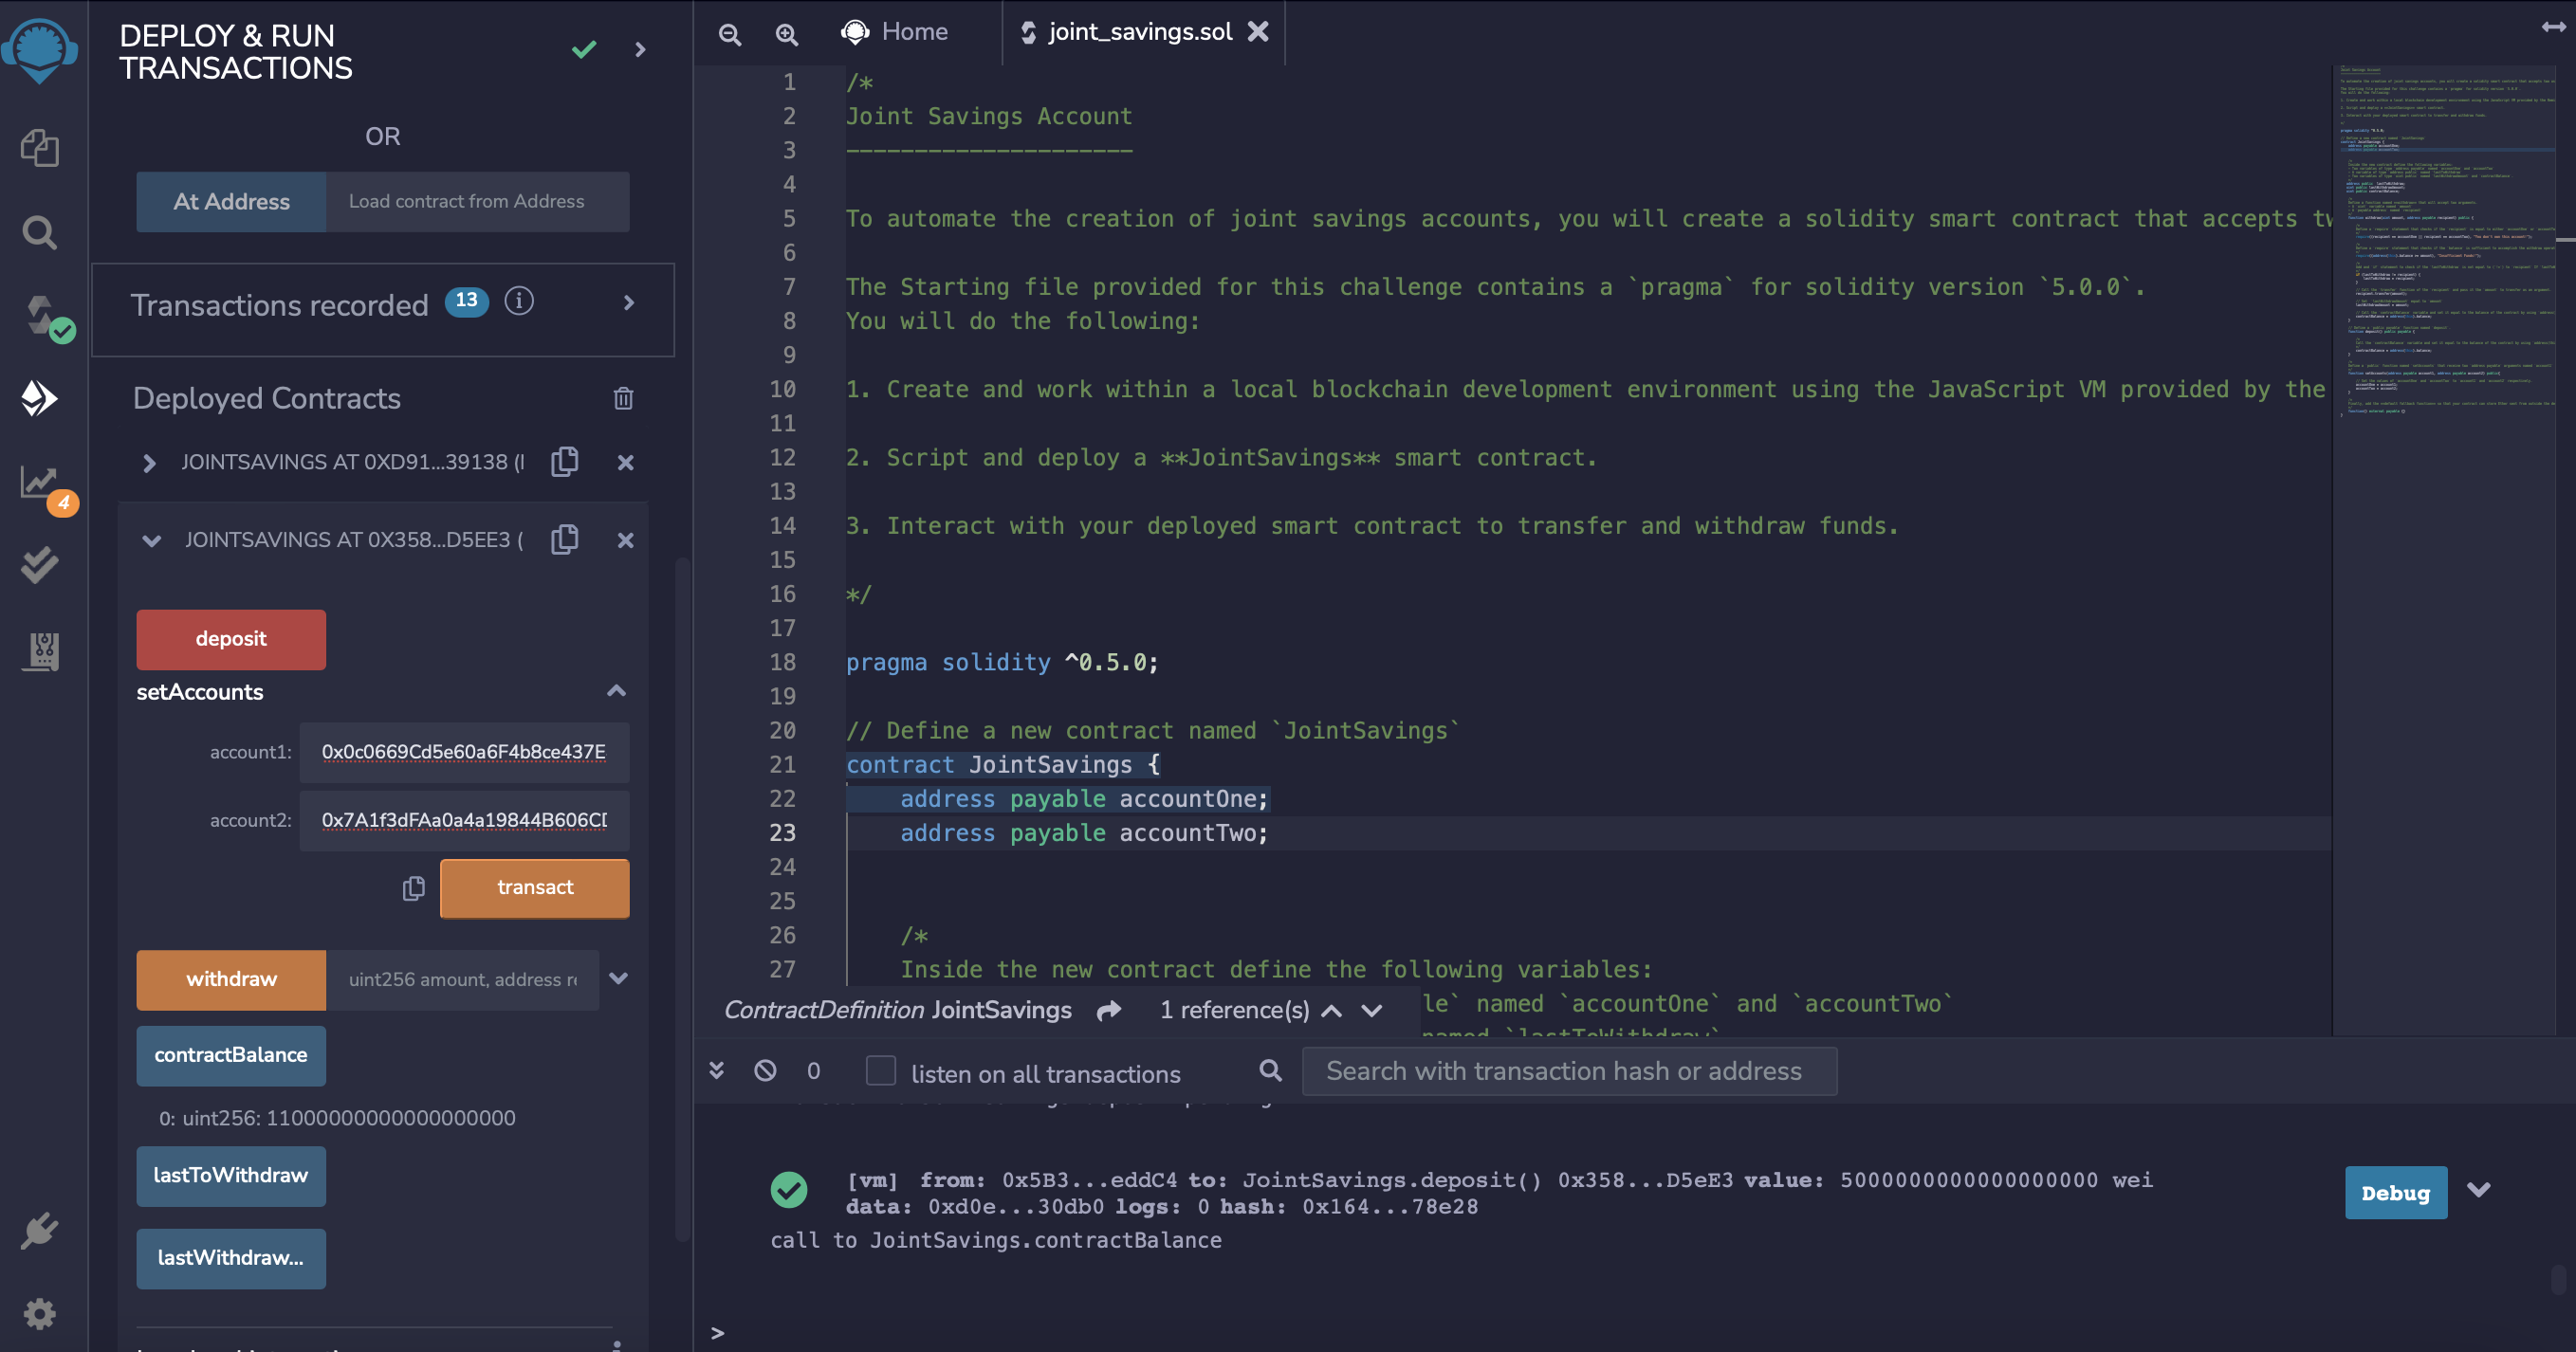 DEPLOY & RUN
TRANSACTIONS
OR
At Address Load contract from Address
Transactions recorded 13 i
Deployed Contracts
JOINTSAVINGS AT 0XD91...39138 (
JOINTSAVINGS AT 0X358...D5EE3 (
deposit
setAccounts
account1: 0x0c0669Cd5e60a6F4b8ce437E
account2: 0x7A1f3dFAa0a4a19844B606CD
transact
withdraw uint256 amount, address re
contractBalance
0: uint256: 11000000000000000000
lastToWithdraw
lastWithdraw...
4
Home
joint_savings.sol
1 /*
2 Joint Savings Account
3 ---------------------
4
5 To automate the creation of joint savings accounts, you will create a solidity smart contract that accepts tw
6
7 The Starting file provided for this challenge contains a `pragma` for solidity version `5.0.0`.
8 You will do the following:
9
10 1. Create and work within a local blockchain development environment using the JavaScript VM provided by the
11
12 2. Script and deploy a **JointSavings** smart contract.
13
14 3. Interact with your deployed smart contract to transfer and withdraw funds.
15
16 */
17
18 pragma solidity ^0.5.0;
19
20 // Define a new contract named `JointSavings`
21 contract JointSavings {
22 address payable accountOne;
23 address payable accountTwo;
24
25
26 /*
27 Inside the new contract define the following variables:
ContractDefinition JointSavings 1 reference(s) le` named `accountOne` and `accountTwo`
named `lastToWithdraw`
0 listen on all transactions Search with transaction hash or address
[vm] from: 0x5B3...eddC4 to: JointSavings.deposit() 0x358...D5eE3 value: 5000000000000000000 wei
data: 0xd0e...30db0 logs: 0 hash: 0x164...78e28
Debug
call to JointSavings.contractBalance
>